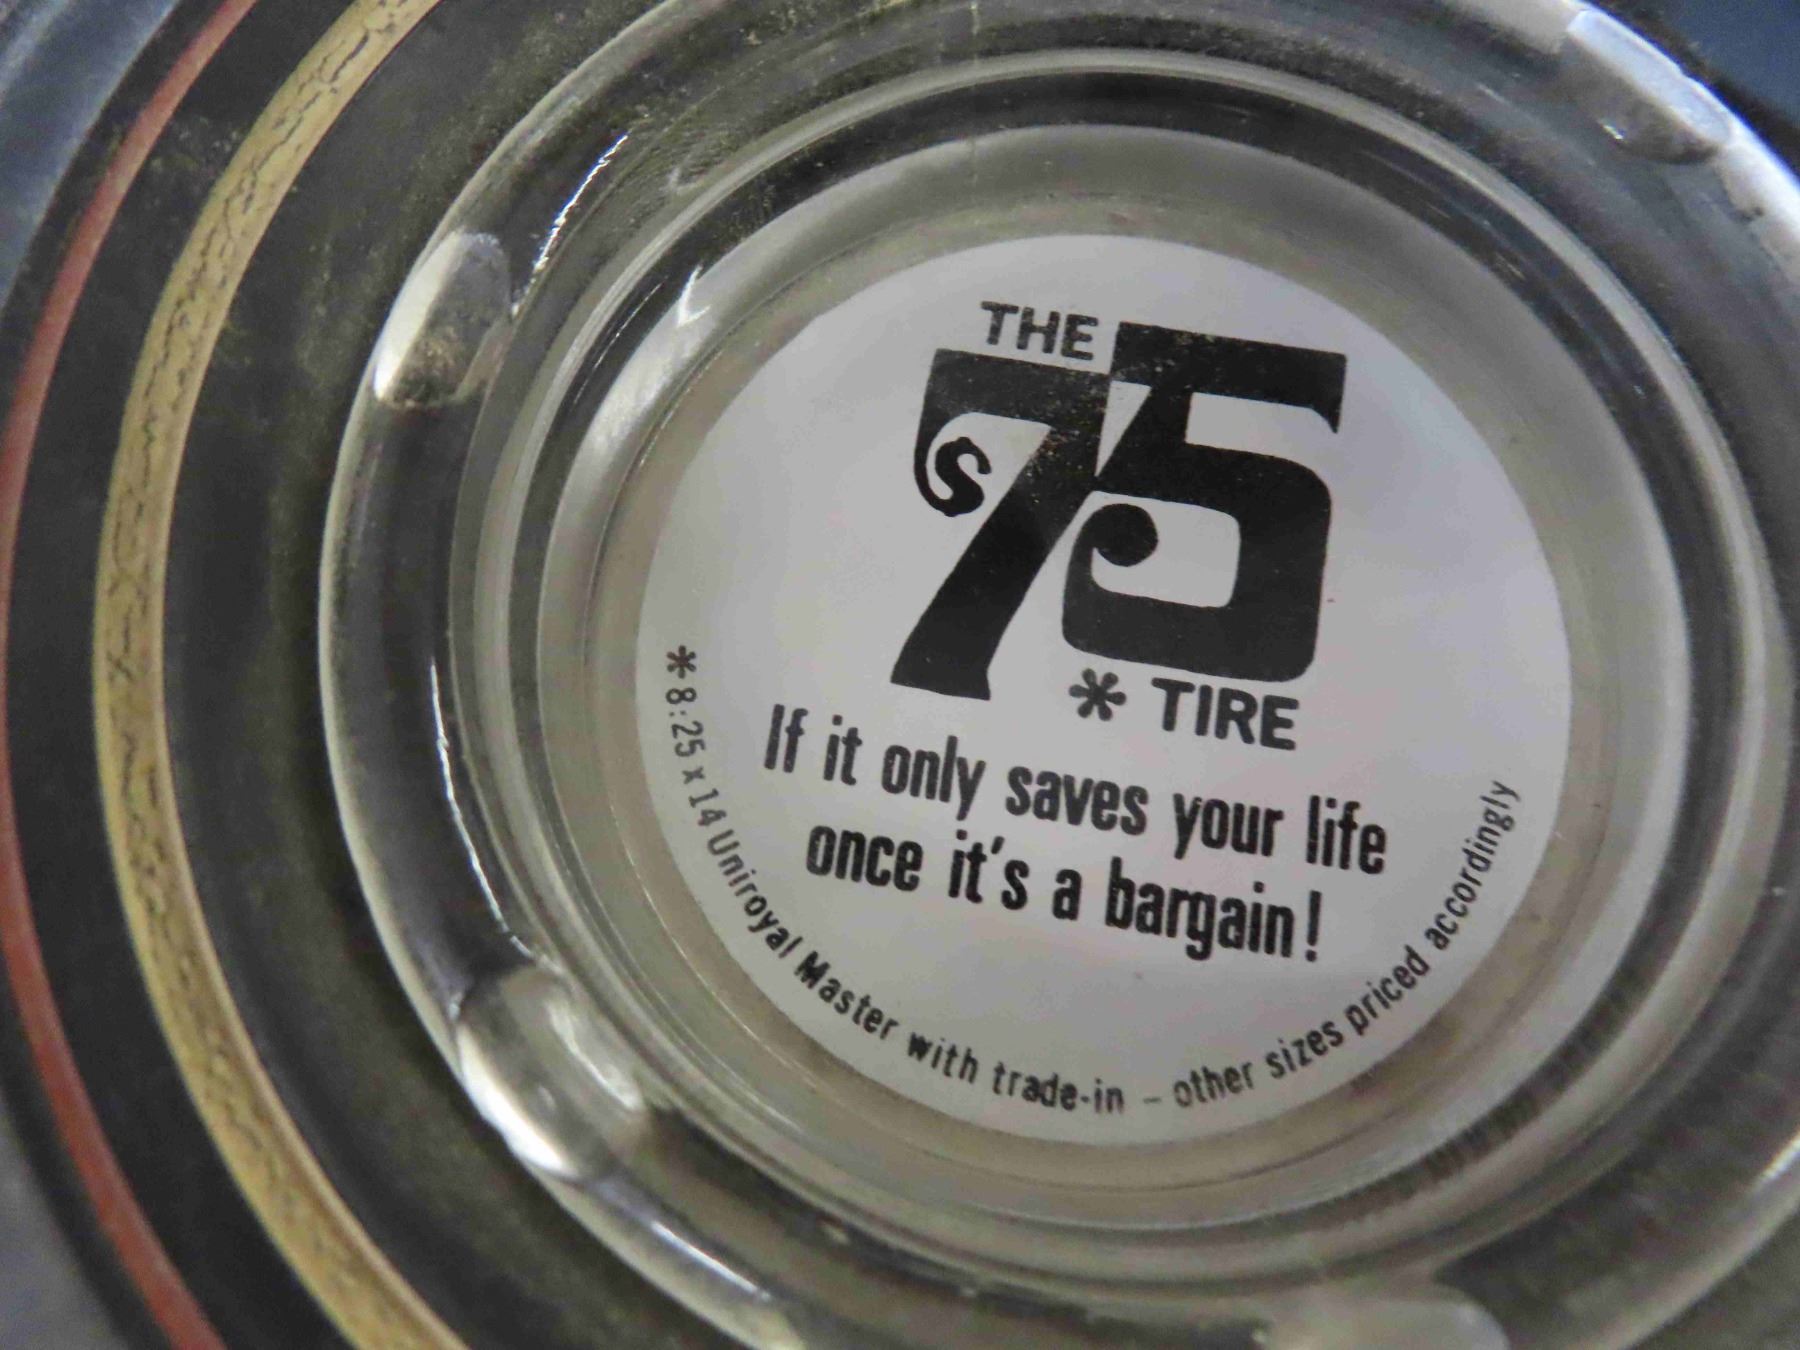 THE
$75
* TIRE
If it only saves your life
once it's a bargain!
* 8:25 x 14 Uniroyal Master with trade-in – other sizes priced accordingly